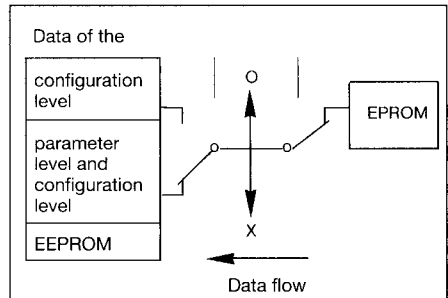 Data of the
configuration
level
parameter
level and
configuration
level
EEPROM
O
X
EPROM
Data flow